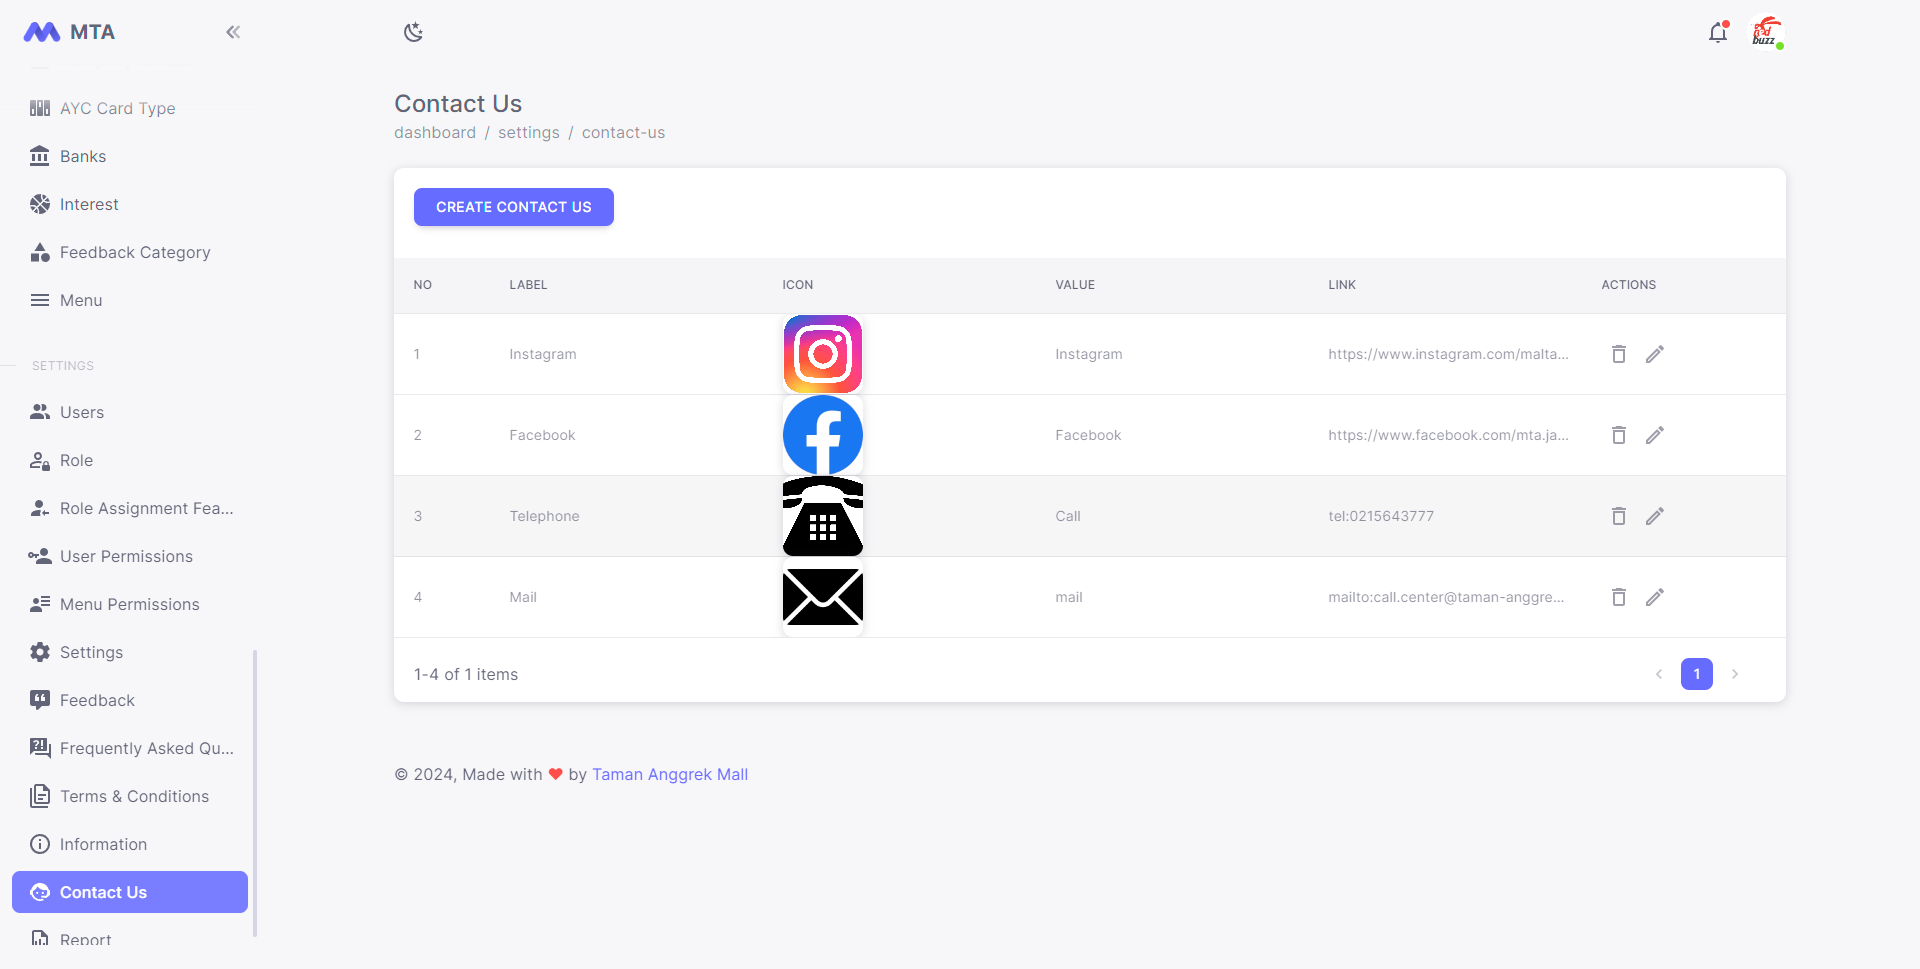 MTA
AYC Card Type
Banks
Interest
Feedback Category
Menu
SETTINGS
Users
Role
Role Assignment Fea...
User Permissions
Menu Permissions
Settings
Feedback
Frequently Asked Qu...
Terms & Conditions
Information
Contact Us
Report
red
buzz
Contact Us
dashboard / settings / contact-us
CREATE CONTACT US
NO LABEL ICON VALUE LINK ACTIONS
1 Instagram Instagram https://www.instagram.com/malta...
2 Facebook Facebook https://www.facebook.com/mta.ja...
3 Telephone Call tel:0215643777
4 Mail mail mailto:call.center@taman-anggre...
1-4 of 1 items
1
© 2024, Made with ❤ by Taman Anggrek Mall